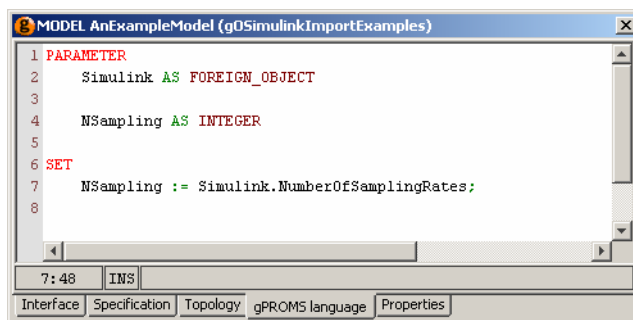 MODEL AnExampleModel (gOSimulinkImportExamples)
1 PARAMETER
2 Simulink AS FOREIGN_OBJECT
3
4 NSampling AS INTEGER
5
6 SET
7 NSampling := Simulink.NumberOfSamplingRates;
8
7:48 INS
Interface Specification Topology gPROMS language Properties